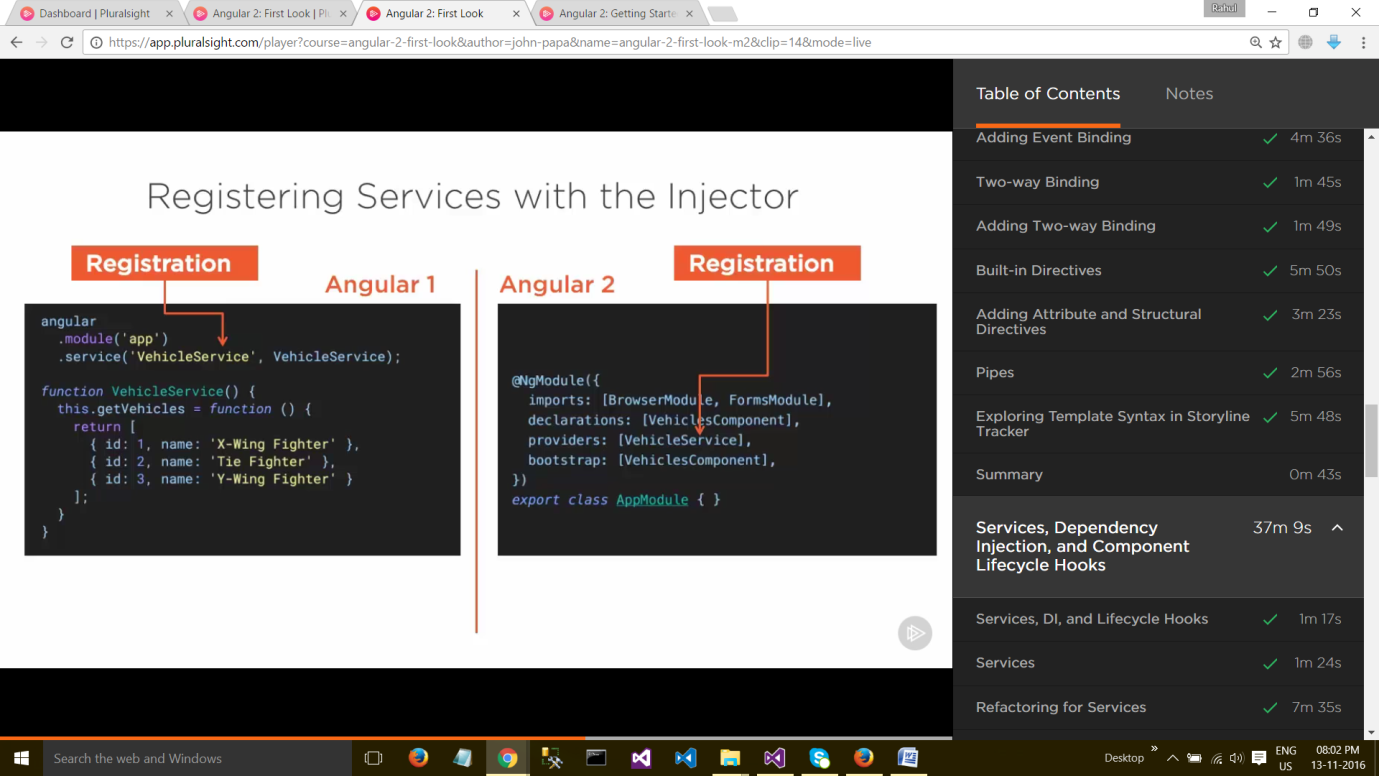 Dashboard | Pluralsight
Angular 2: First Look | Pl
Angular 2: First Look
Angular 2: Getting Starte
Rahul
https://app.pluralsight.com/player?course=angular-2-first-look&author=john-papa&name=angular-2-first-look-m2&clip=14&mode=live
Registering Services with the Injector
Registration
Angular 1
angular
.module('app')
.service('VehicleService', VehicleService);
function VehicleService() {
this.getVehicles = function () {
return [
{ id: 1, name: 'X-Wing Fighter' },
{ id: 2, name: 'Tie Fighter' },
{ id: 3, name: 'Y-Wing Fighter' }
];
}
}
Registration
Angular 2
@NgModule({
imports: [BrowserModule, FormsModule],
declarations: [VehiclesComponent],
providers: [VehicleService],
bootstrap: [VehiclesComponent],
})
export class AppModule { }
Table of Contents
Notes
Adding Event Binding 4m 36s
Two-way Binding 1m 45s
Adding Two-way Binding 1m 49s
Built-in Directives 5m 50s
Adding Attribute and Structural
Directives
3m 23s
Pipes 2m 56s
Exploring Template Syntax in Storyline
Tracker
5m 48s
Summary 0m 43s
Services, Dependency
Injection, and Component
Lifecycle Hooks
37m 9s
Services, DI, and Lifecycle Hooks 1m 17s
Services 1m 24s
Refactoring for Services 7m 35s
Search the web and Windows
Desktop
ENG
US
08:02 PM
13-11-2016